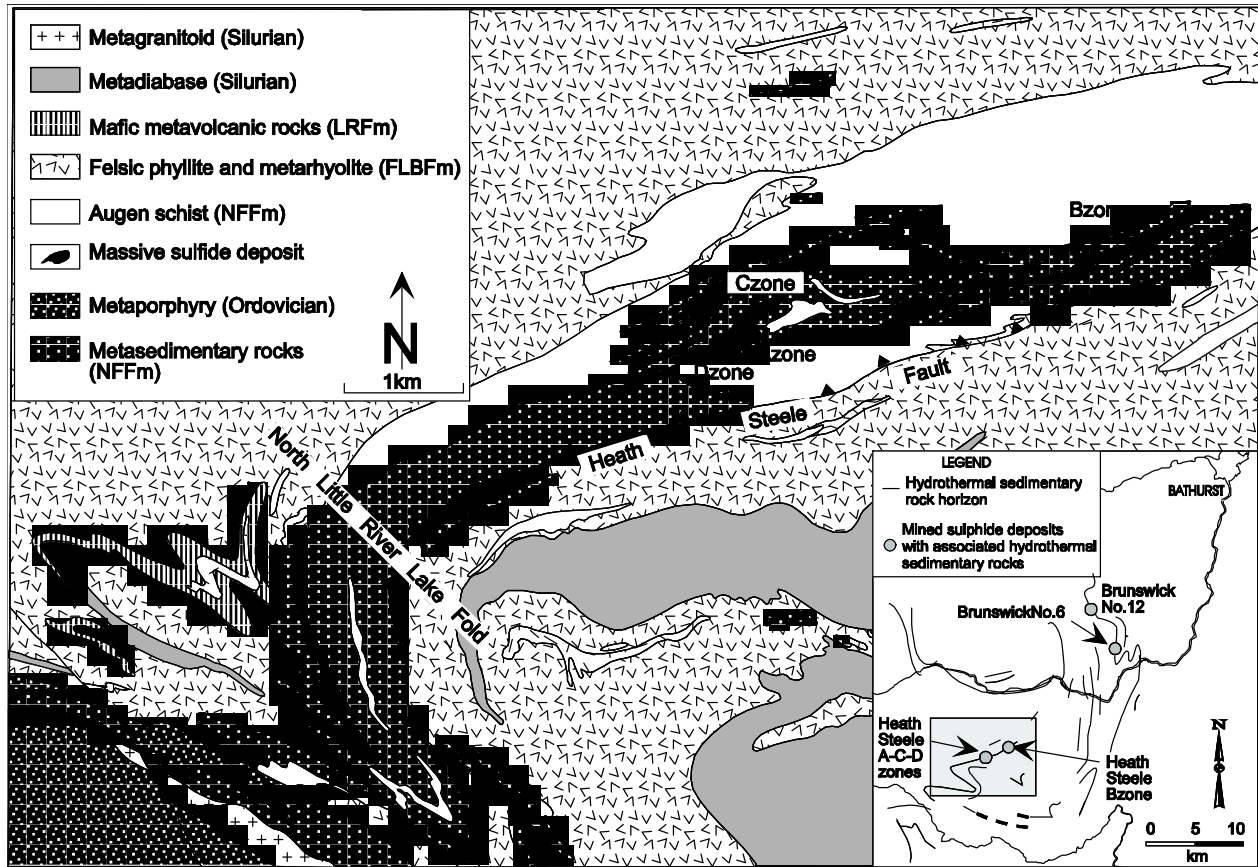 Metagranitoid (Silurian)
Metadiabase (Silurian)
Mafic metavolcanic rocks (LRFm)
Felsic phyllite and metarhyolite (FLBFm)
Augen schist (NFFm)
Massive sulfide deposit
Metaporphyry (Ordovician)
Metasedimentary rocks
(NFFm)
N
1km
Czone
zone
Dzone
Heath
Steele
Fault
North
Little
River
Lake
Fold
LEGEND
Hydrothermal sedimentary
rock horizon
Mined sulphide deposits
with associated hydrothermal
sedimentary rocks
BATHURST
Brunswick
No.12
BrunswickNo.6
Heath
Steele
A-C-D
zones
Heath
Steele
Bzone
N
0 5 10
km